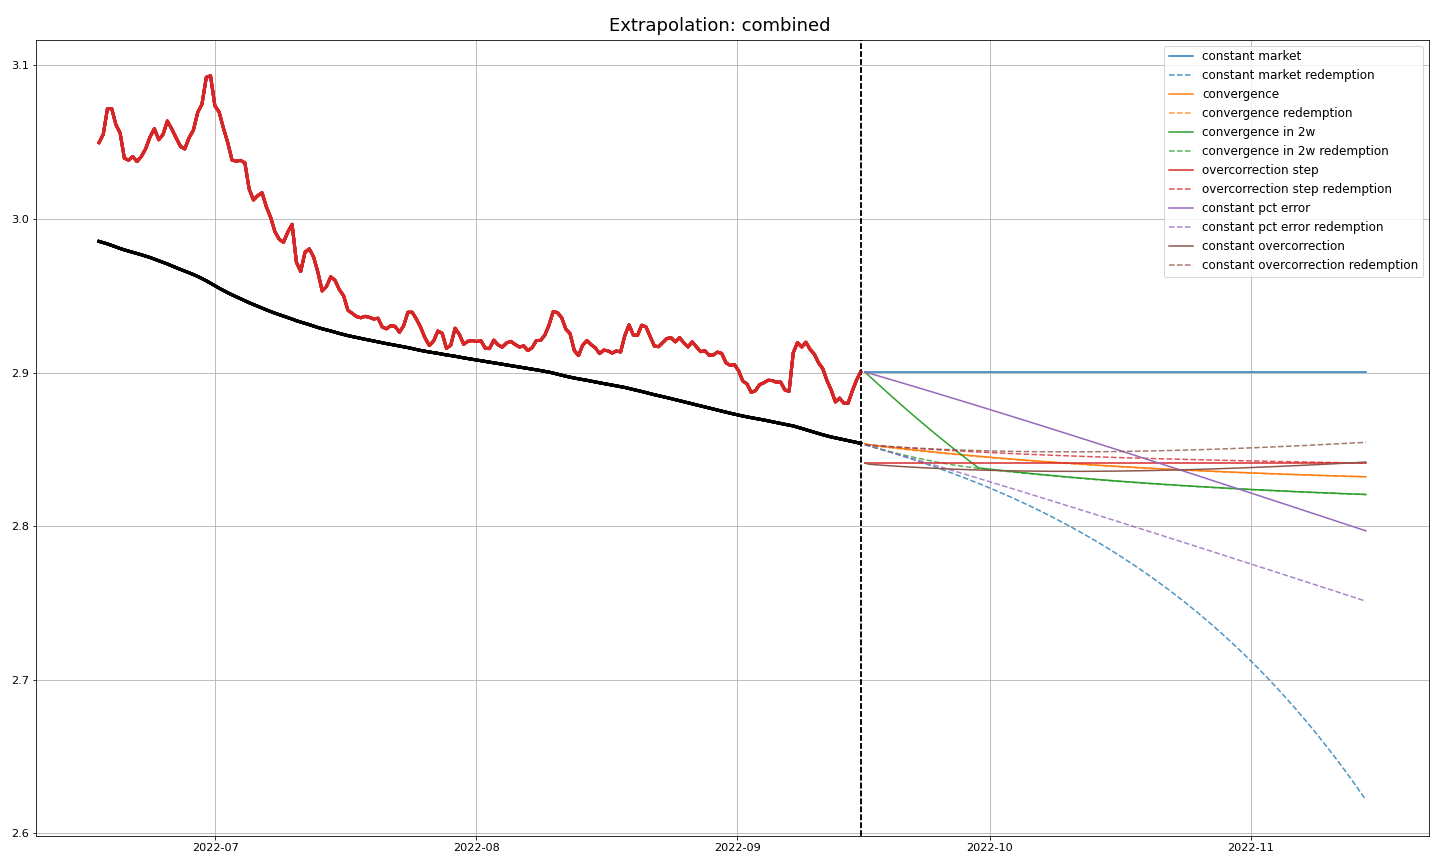 Extrapolation: combined
constant market
constant market redemption
convergence
convergence redemption
convergence in 2w
convergence in 2w redemption
overcorrection step
overcorrection step redemption
constant pct error
constant pct error redemption
constant overcorrection
constant overcorrection redemption
3.1
3.0
2.9
2.8
2.7
2.6
2022-07
2022-08
2022-09
2022-10
2022-11